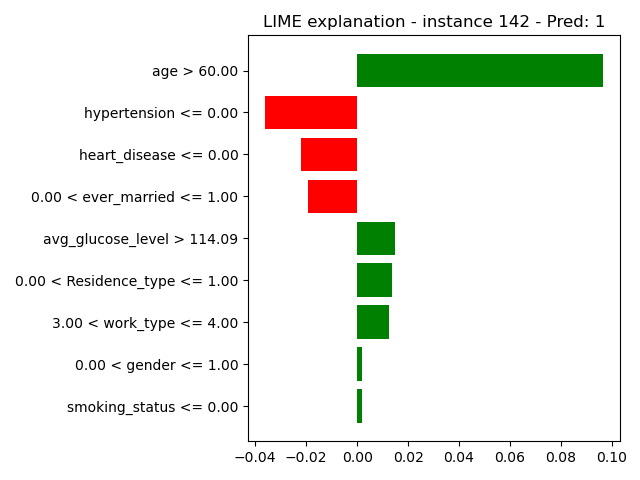 LIME explanation - instance 142 - Pred: 1
age > 60.00
hypertension <= 0.00
heart_disease <= 0.00
0.00 < ever_married <= 1.00
avg_glucose_level > 114.09
0.00 < Residence_type <= 1.00
3.00 < work_type <= 4.00
0.00 < gender <= 1.00
smoking_status <= 0.00
−0.04 −0.02 0.00 0.02 0.04 0.06 0.08 0.10